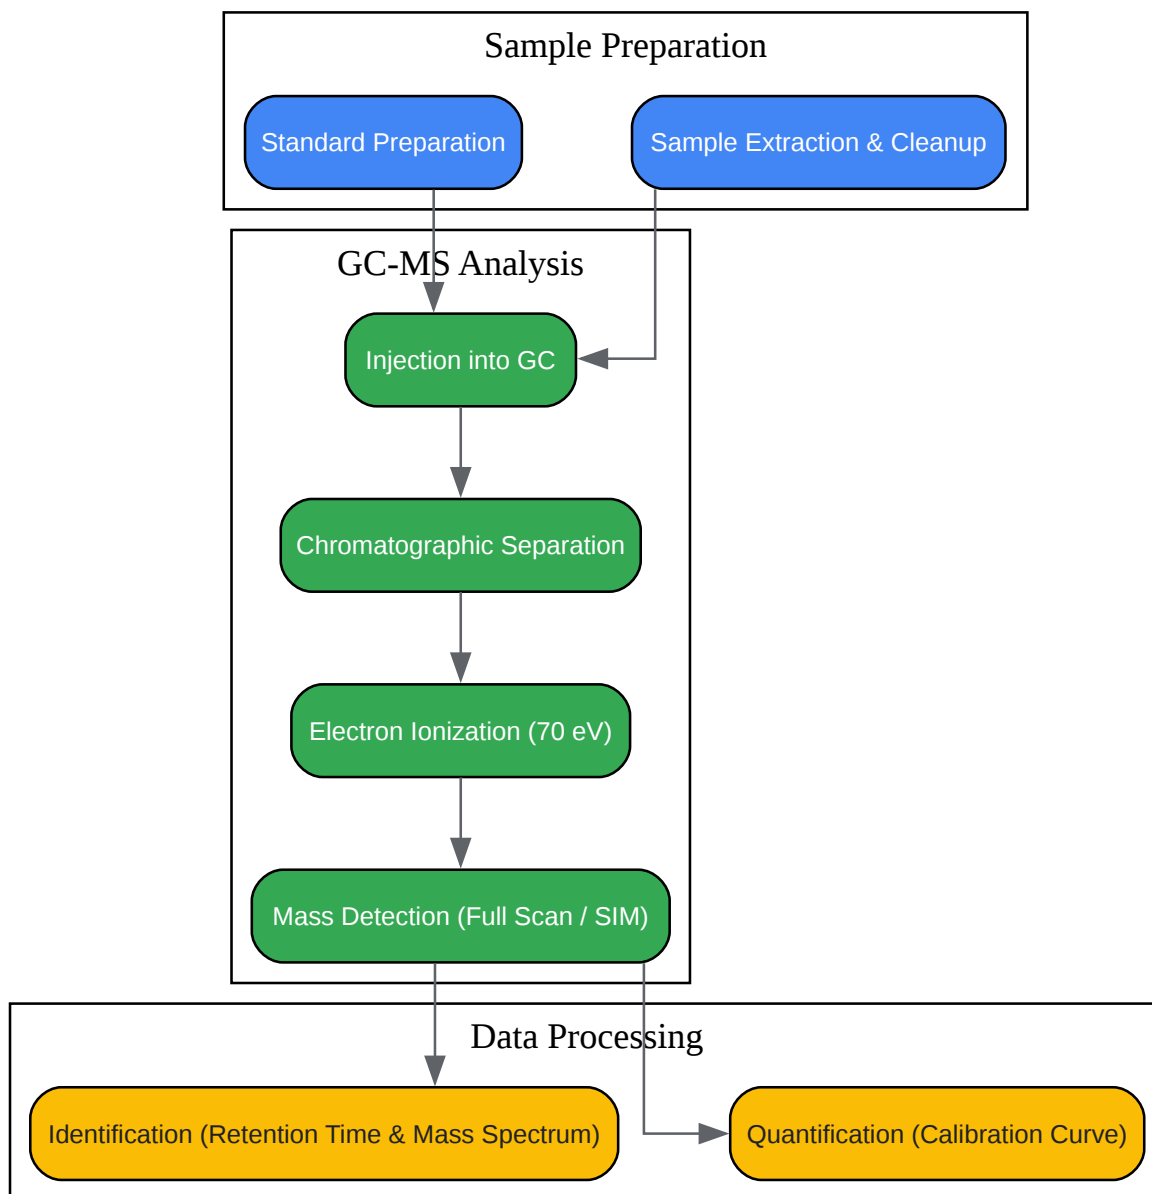 Sample Preparation
Standard Preparation
Sample Extraction & Cleanup
GC-MS Analysis
Injection into GC
Chromatographic Separation
Electron Ionization (70 eV)
Mass Detection (Full Scan / SIM)
Data Processing
Identification (Retention Time & Mass Spectrum)
Quantification (Calibration Curve)